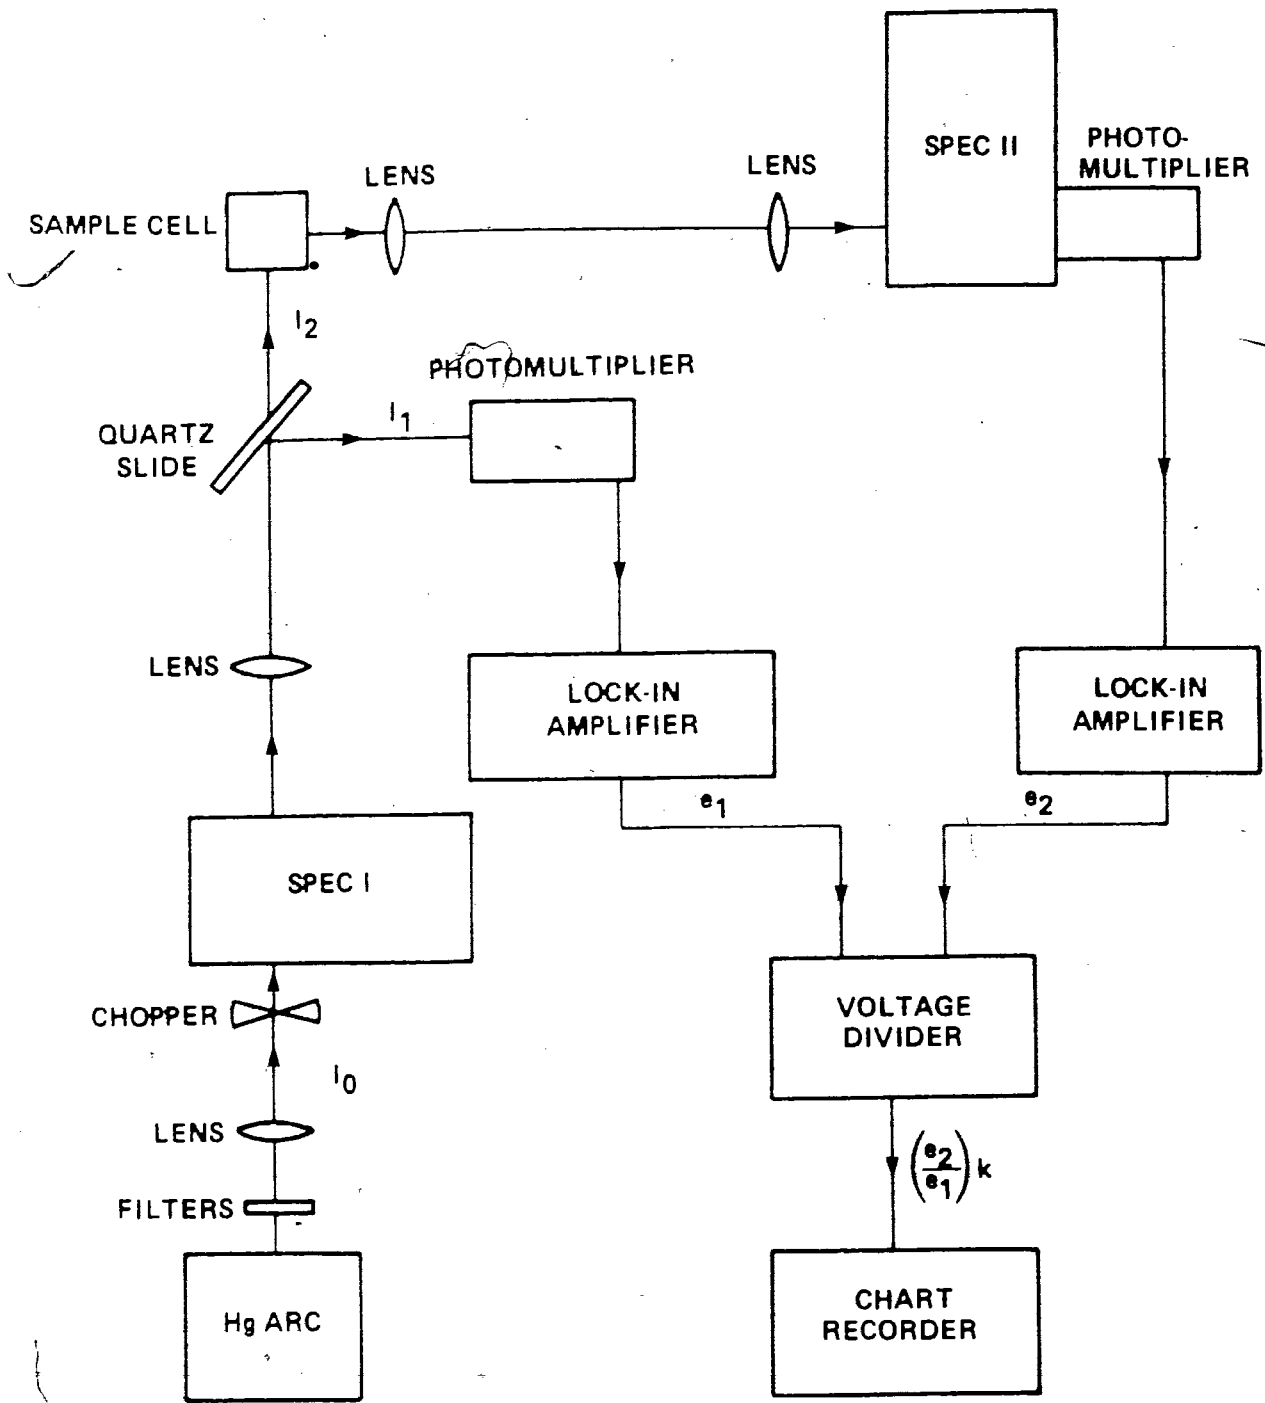 SPEC II
PHOTO-
MULTIPLIER
LENS
LENS
SAMPLE CELL
I2
PHOTOMULTIPLIER
I1
QUARTZ
SLIDE
LENS
LOCK-IN
AMPLIFIER
LOCK-IN
AMPLIFIER
e1
e2
SPEC I
CHOPPER
VOLTAGE
DIVIDER
I0
LENS
(e2/e1)k
FILTERS
Hg ARC
CHART
RECORDER